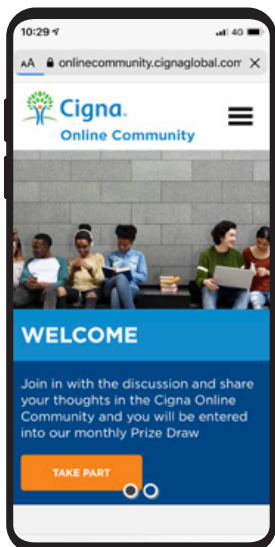 10:29
4G
AA onlinecommunity.cignaglobal.com
Cigna.
Online Community
WELCOME
Join in with the discussion and share
your thoughts in the Cigna Online
Community and you will be entered
into our monthly Prize Draw
TAKE PART